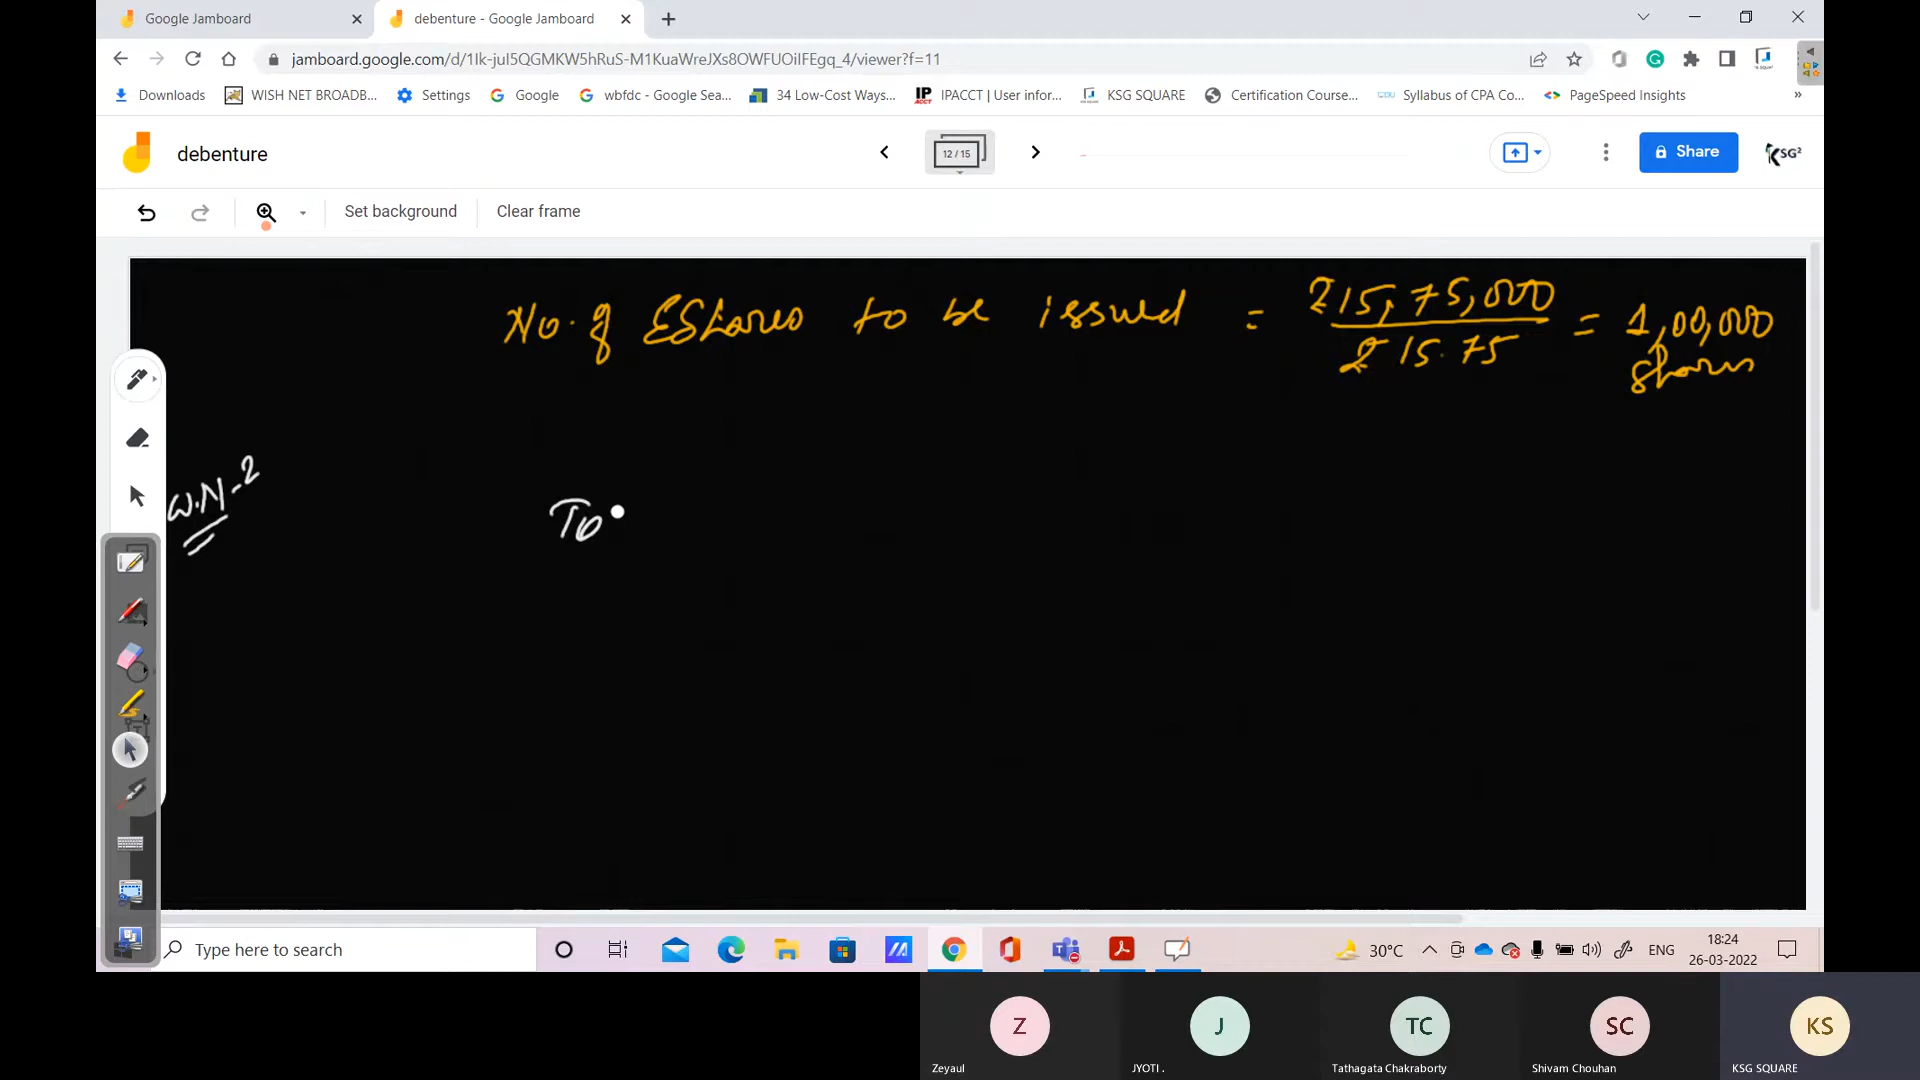 Google Jamboard
debenture - Google Jamboard
jamboard.google.com/d/1Ik-juI5QGMKW5hRuS-M1KuaWreJXs8OWFUOiIFEgq_4/viewer?f=11
Downloads WISH NET BROADB... Settings Google wbfdc - Google Sea... 34 Low-Cost Ways... IPACCT | User infor... KSG SQUARE Certification Course... Syllabus of CPA Co... PageSpeed Insights »
debenture
12 / 15
Share
KSG²
Set background Clear frame
No. of EShares to be issued = ₹15,75,000 / ₹15.75 = 1,00,000 shares
W.N-2
To
Type here to search
30°C ENG 18:24
26-03-2022
Z J TC SC KS
Zeyaul JYOTI . Tathagata Chakraborty Shivam Chouhan KSG SQUARE